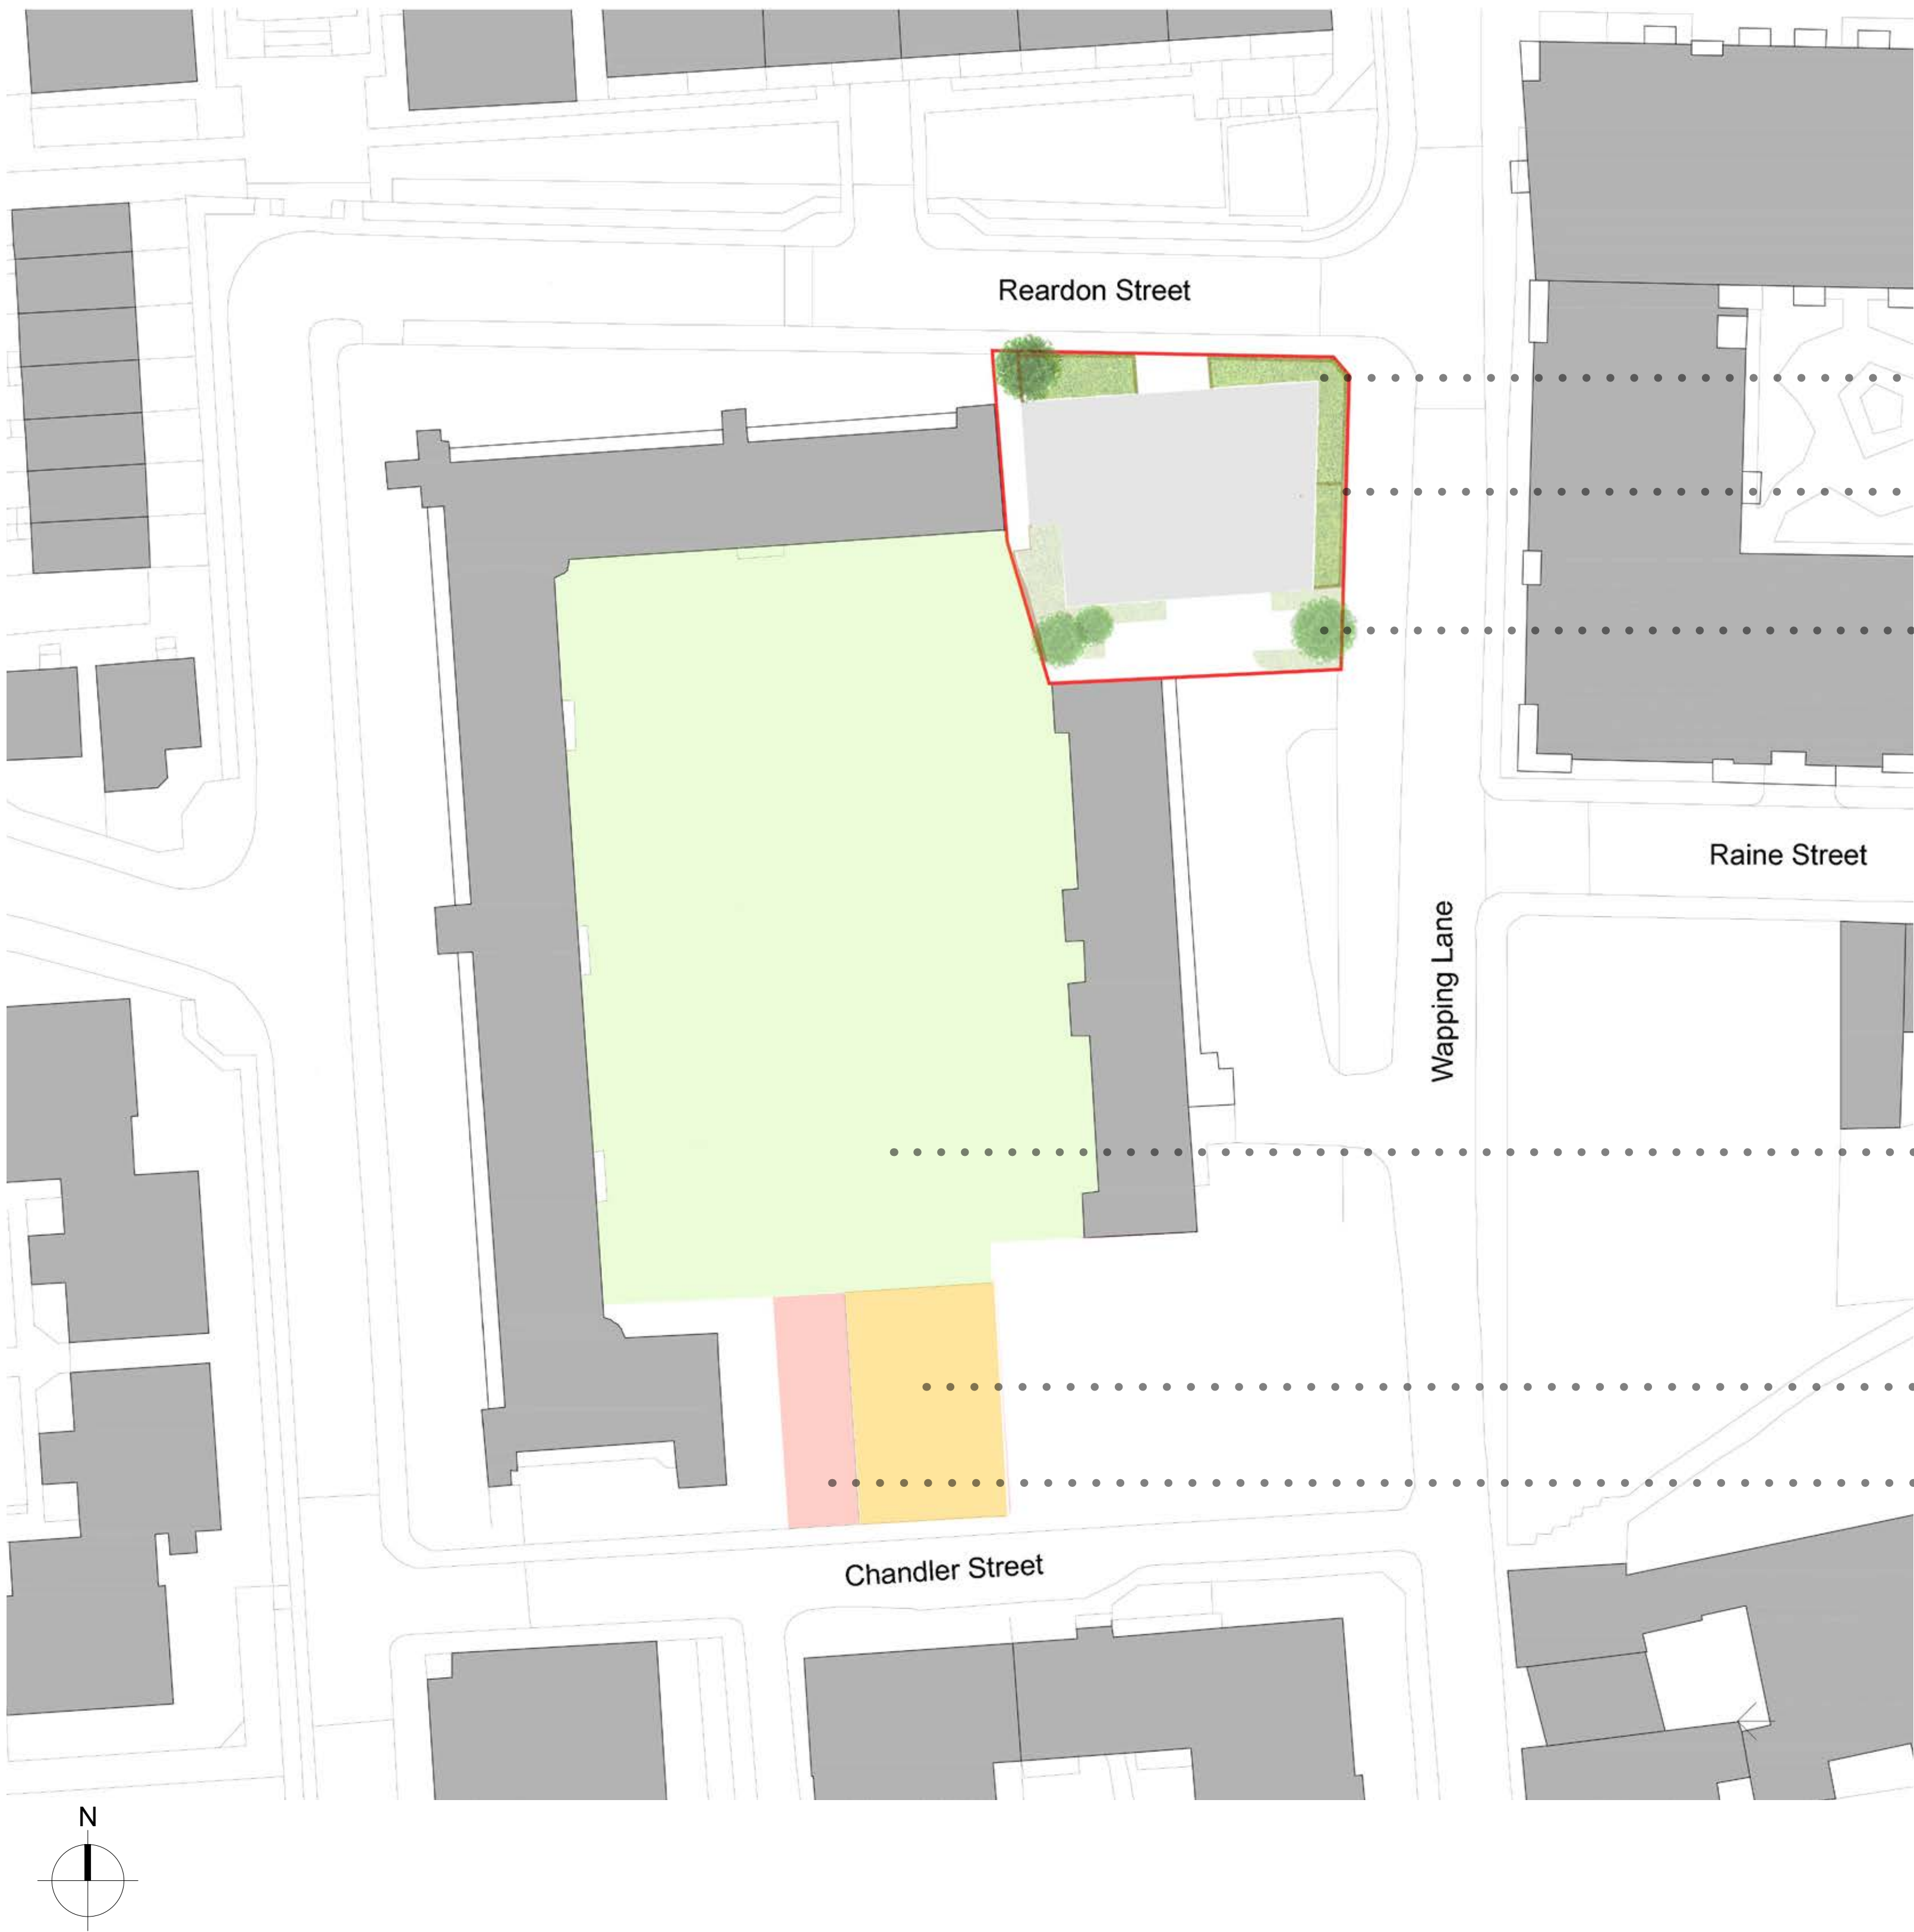 Reardon Street
Raine Street
Wapping Lane
Chandler Street
N